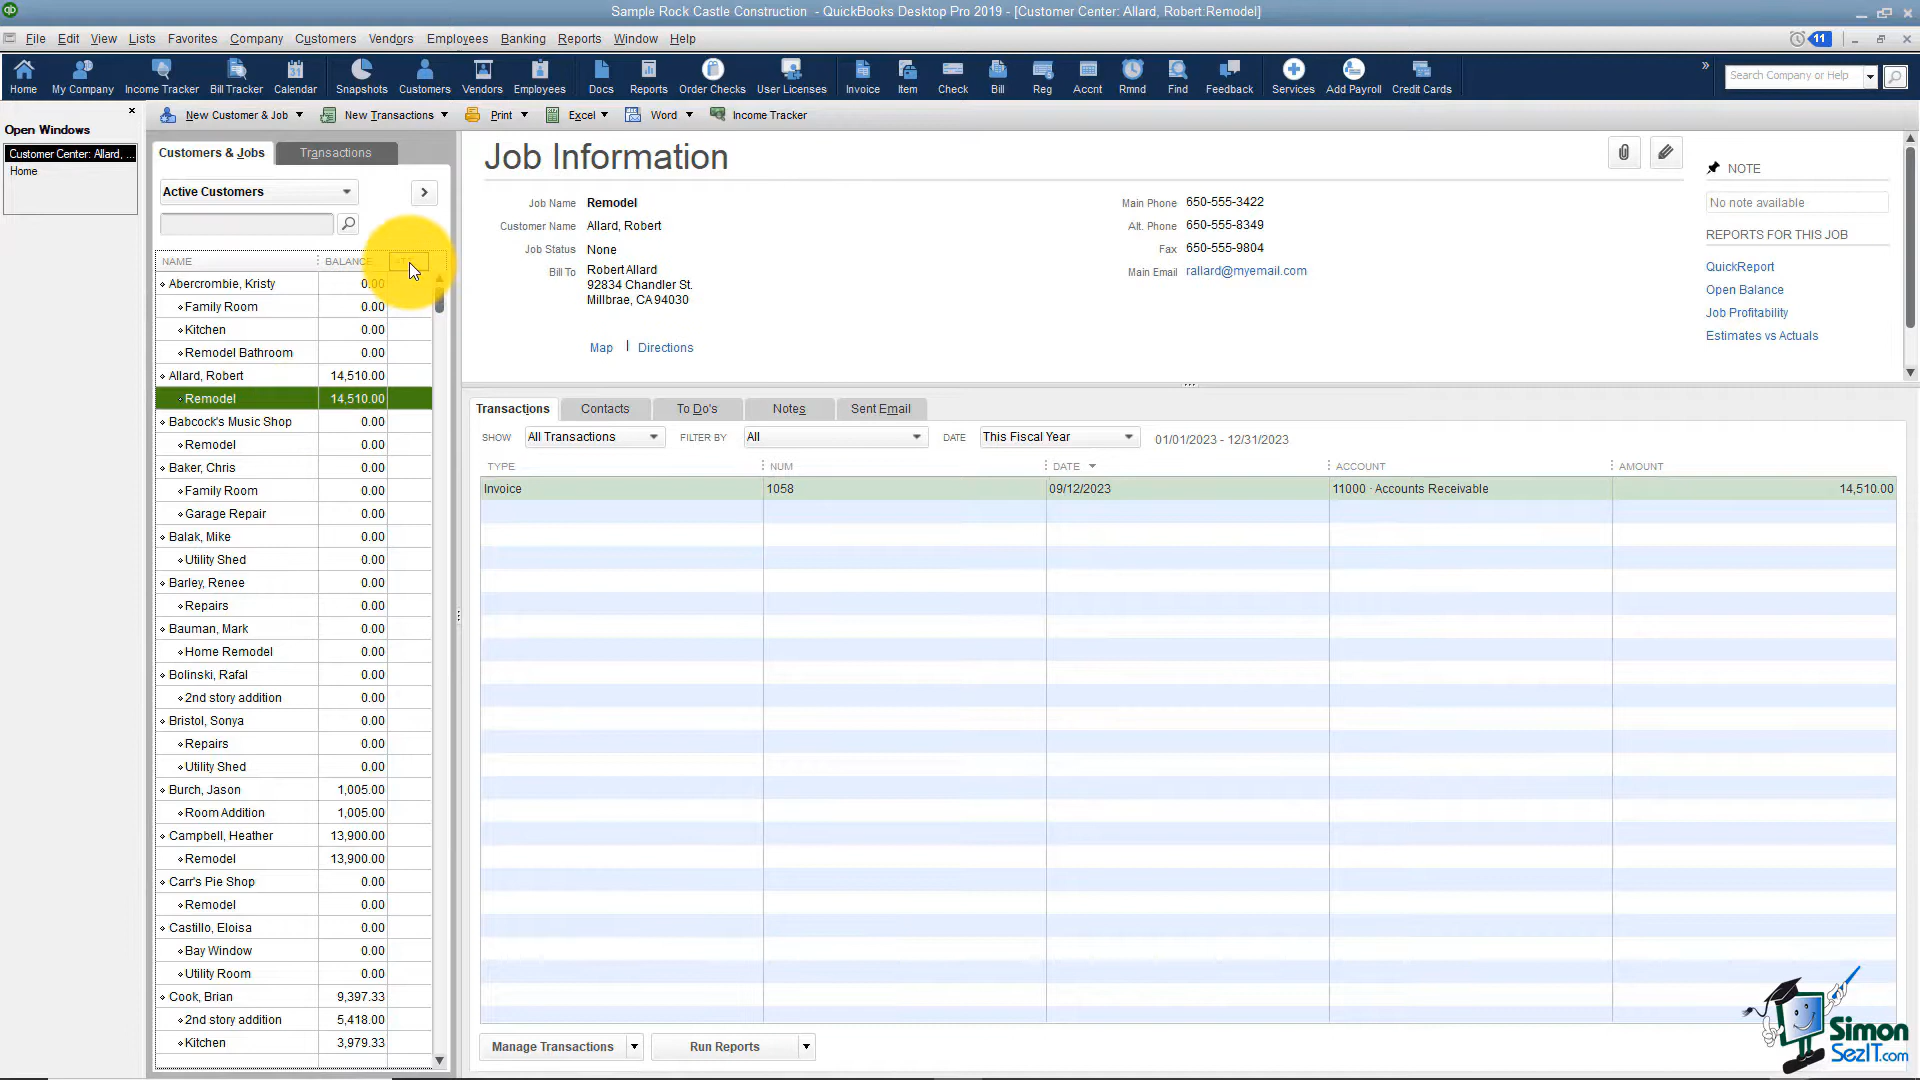 Sample Rock Castle Construction - QuickBooks Desktop Pro 2019 - [Customer Center: Allard, Robert:Remodel]
File Edit View Lists Favorites Company Customers Vendors Employees Banking Reports Window Help
11
Home My Company Income Tracker Bill Tracker Calendar Snapshots Customers Vendors Employees Docs Reports Order Checks User Licenses Invoice Item Check Bill Reg Accnt Rmnd Find Feedback Services Add Payroll Credit Cards
Search Company or Help
New Customer & Job New Transactions Print Excel Word Income Tracker
Open Windows
Customer Center: Allard, ...
Home
Customers & Jobs Transactions
Active Customers
NAME BALANCE
Abercrombie, Kristy 0.00
Family Room 0.00
Kitchen 0.00
Remodel Bathroom 0.00
Allard, Robert 14,510.00
Remodel 14,510.00
Babcock's Music Shop 0.00
Remodel 0.00
Baker, Chris 0.00
Family Room 0.00
Garage Repair 0.00
Balak, Mike 0.00
Utility Shed 0.00
Barley, Renee 0.00
Repairs 0.00
Bauman, Mark 0.00
Home Remodel 0.00
Bolinski, Rafal 0.00
2nd story addition 0.00
Bristol, Sonya 0.00
Repairs 0.00
Utility Shed 0.00
Burch, Jason 1,005.00
Room Addition 1,005.00
Campbell, Heather 13,900.00
Remodel 13,900.00
Carr's Pie Shop 0.00
Remodel 0.00
Castillo, Eloisa 0.00
Bay Window 0.00
Utility Room 0.00
Cook, Brian 9,397.33
2nd story addition 5,418.00
Kitchen 3,979.33
Job Information
Job Name Remodel
Customer Name Allard, Robert
Job Status None
Bill To Robert Allard
92834 Chandler St.
Millbrae, CA 94030
Map | Directions
Main Phone 650-555-3422
Alt. Phone 650-555-8349
Fax 650-555-9804
Main Email rallard@myemail.com
NOTE
No note available
REPORTS FOR THIS JOB
QuickReport
Open Balance
Job Profitability
Estimates vs Actuals
Transactions Contacts To Do's Notes Sent Email
SHOW All Transactions FILTER BY All DATE This Fiscal Year 01/01/2023 - 12/31/2023
TYPE NUM DATE ACCOUNT AMOUNT
Invoice 1058 09/12/2023 11000 · Accounts Receivable 14,510.00
Manage Transactions Run Reports
Simon
SezIT.com